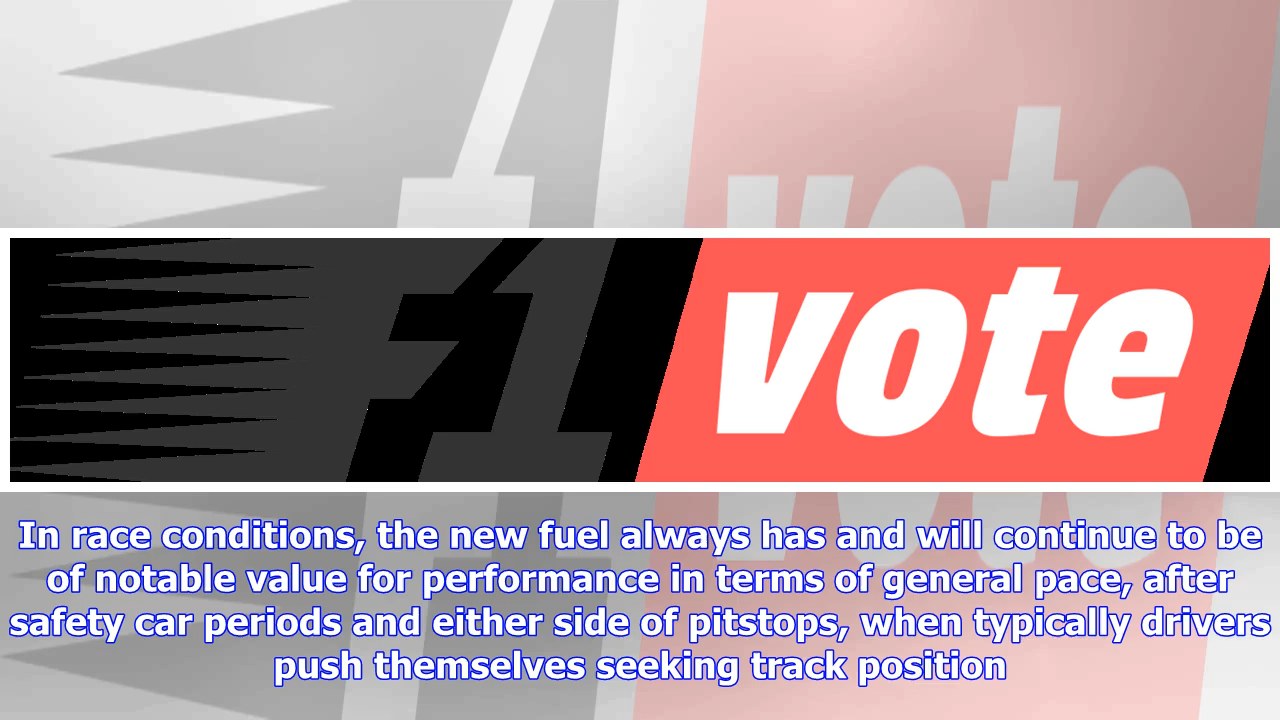 F1 vote
In race conditions, the new fuel always has and will continue to be
of notable value for performance in terms of general pace, after
safety car periods and either side of pitstops, when typically drivers
push themselves seeking track position